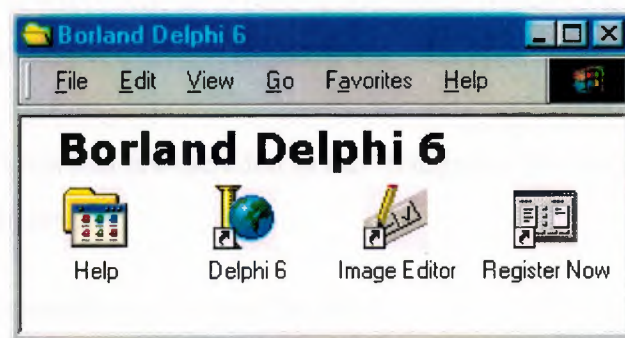 Borland Delphi 6
File Edit View Go Favorites Help
Borland Delphi 6
Help Delphi 6 Image Editor Register Now